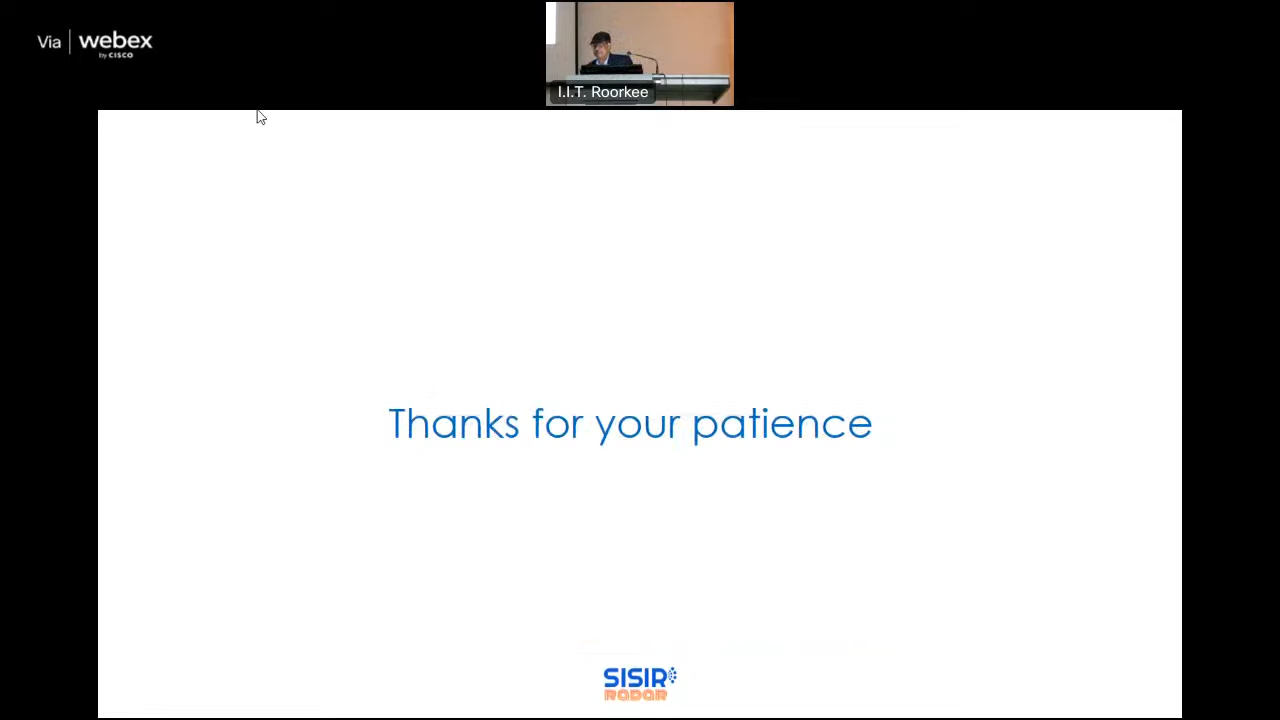 Via webex
by CISCO
I.I.T. Roorkee
Thanks for your patience
SISIR
RADAR